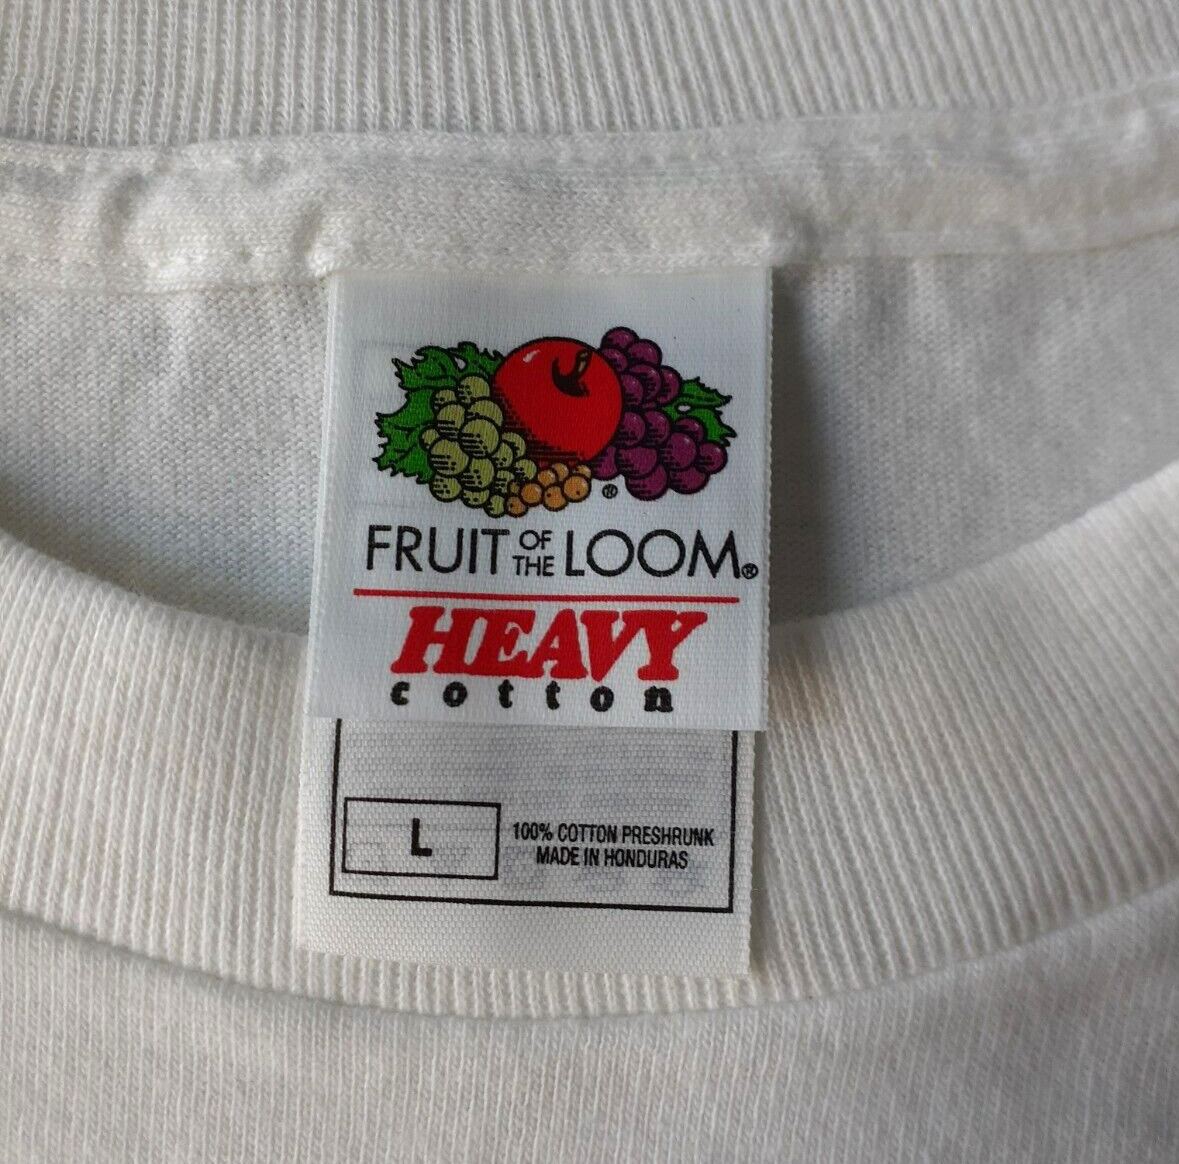 ®
FRUIT OF THE LOOM®
HEAVY
cotton
L
100% COTTON PRESHRUNK
MADE IN HONDURAS